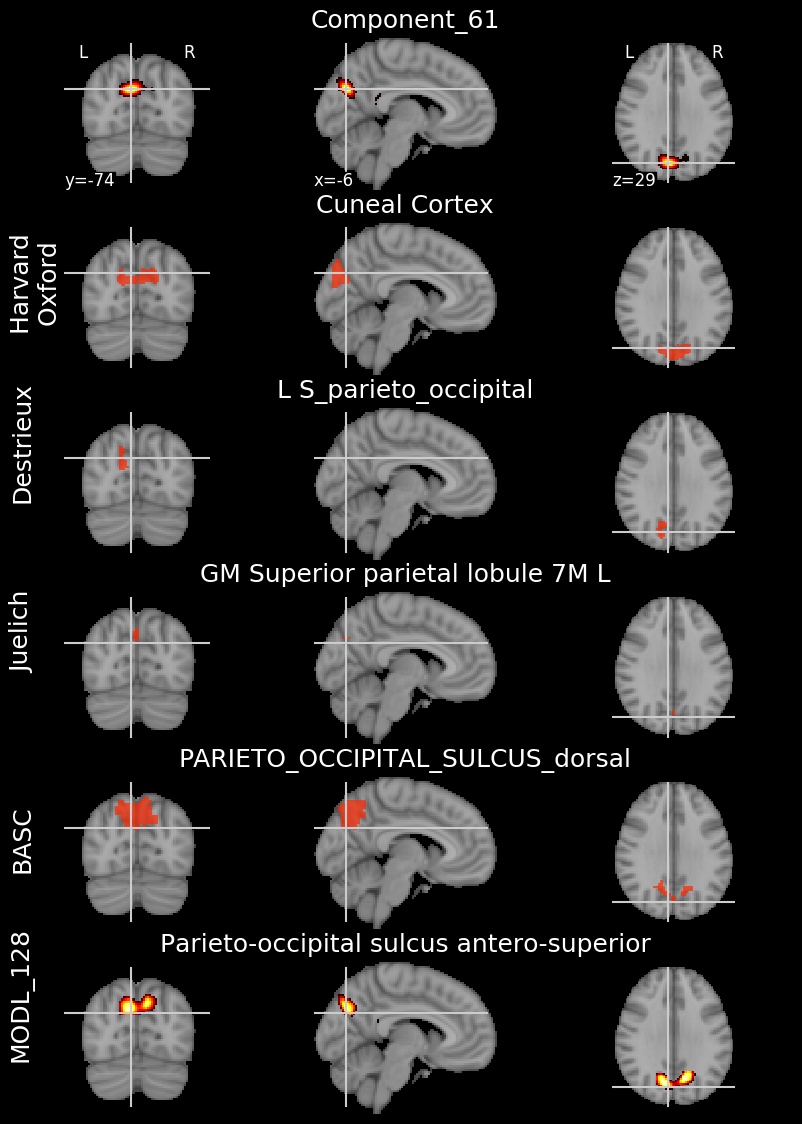 Component_61
L R
L R
y=-74
x=-6
z=29
Cuneal Cortex
Harvard
Oxford
L S_parieto_occipital
Destrieux
GM Superior parietal lobule 7M L
Juelich
PARIETO_OCCIPITAL_SULCUS_dorsal
BASC
Parieto-occipital sulcus antero-superior
MODL_128